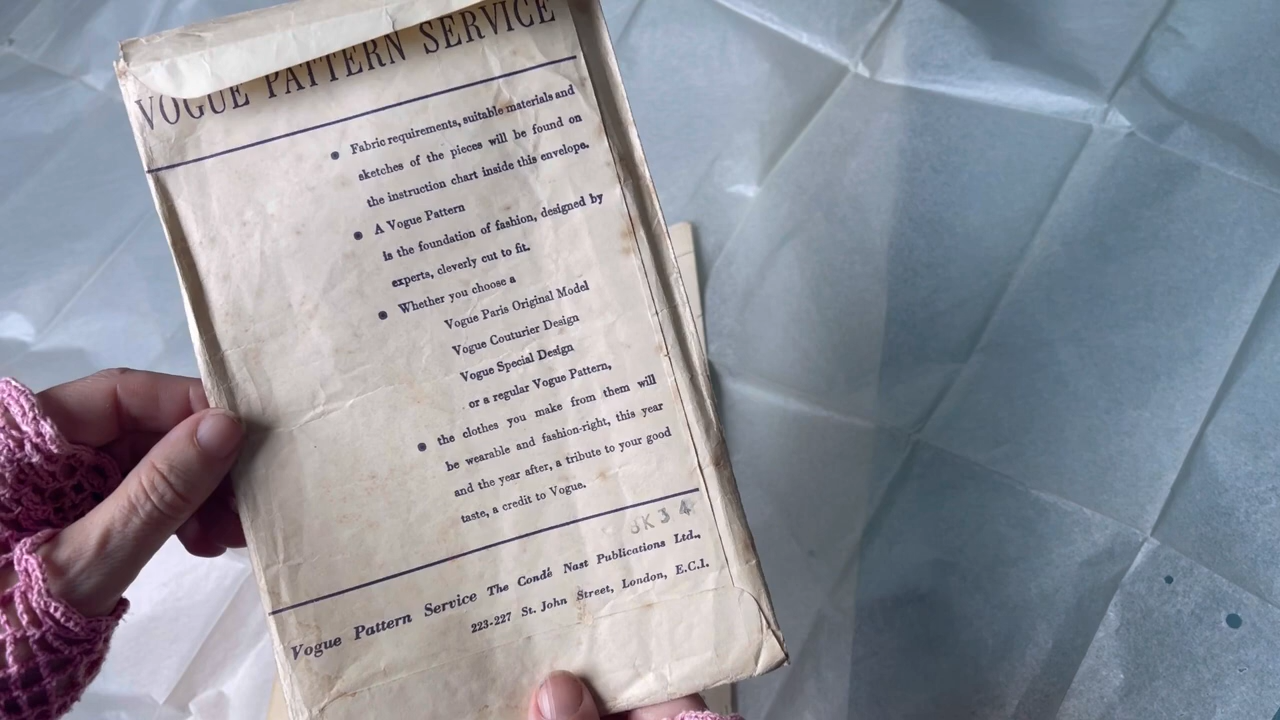 VOGUE PATTERN SERVICE
Fabric requirements, suitable materials and
sketches of the pieces will be found on
the instruction chart inside this envelope.
A Vogue Pattern
is the foundation of fashion, designed by
experts, cleverly cut to fit.
Whether you choose a
Vogue Paris Original Model
Vogue Couturier Design
Vogue Special Design
or a regular Vogue Pattern,
the clothes you make from them will
be wearable and fashion-right, this year
and the year after, a tribute to your good
taste, a credit to Vogue.
Vogue Pattern Service The Condé Nast Publications Ltd.,
223-227 St. John Street, London, E.C.1.